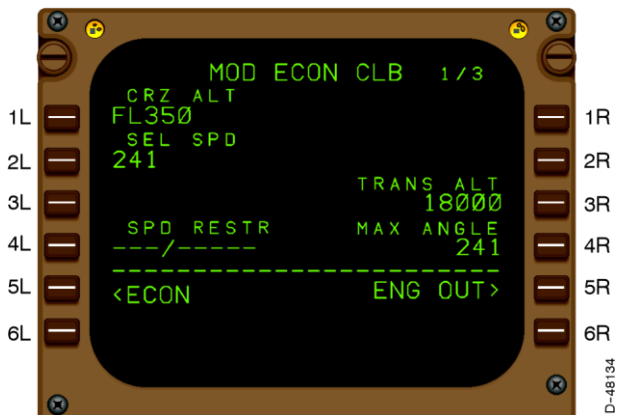 MOD ECON CLB 1/3
CRZ ALT
FL350
SEL SPD
241
TRANS ALT
18000
SPD RESTR MAX ANGLE
---/----- 241
------------------------
<ECON ENG OUT>
1L
2L
3L
4L
5L
6L
1R
2R
3R
4R
5R
6R
D-48134